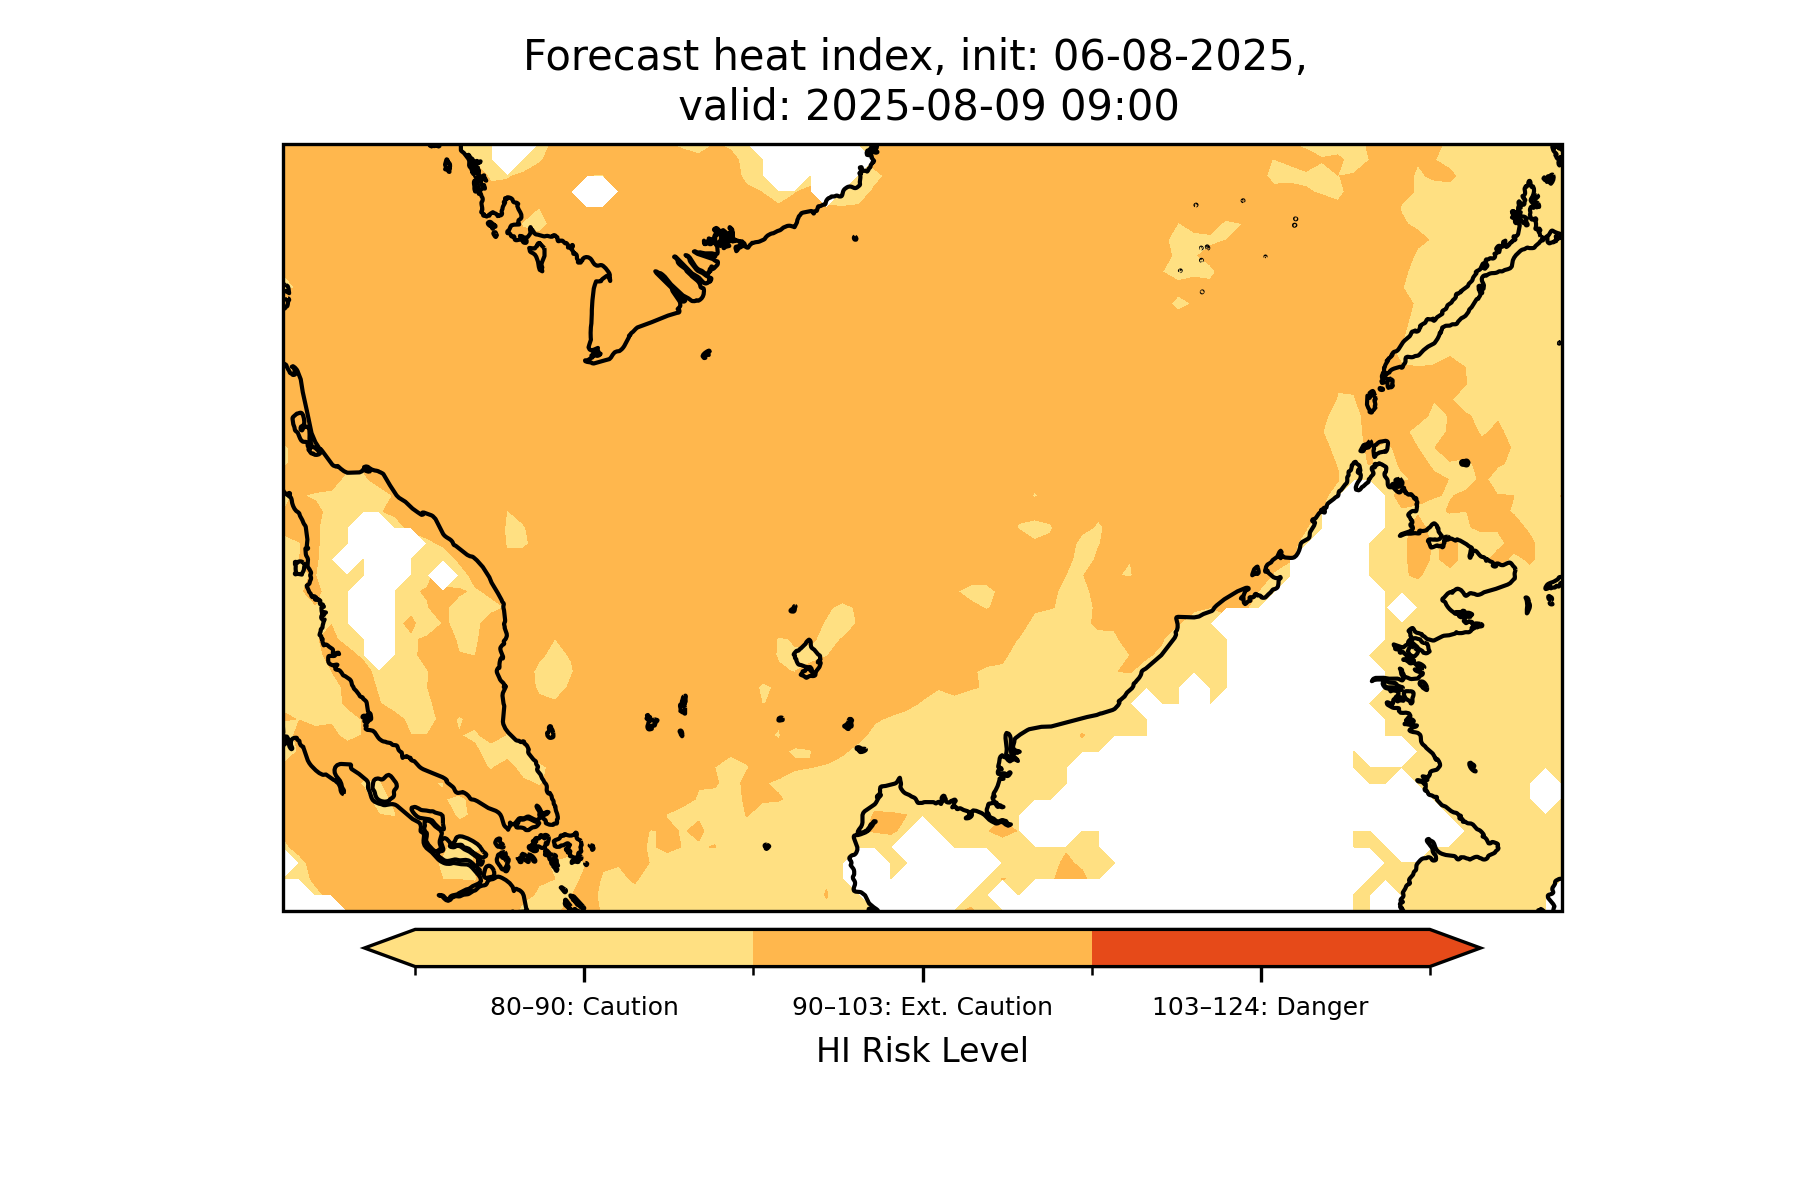 Forecast heat index, init: 06-08-2025,
valid: 2025-08-09 09:00
80–90: Caution
90–103: Ext. Caution
103–124: Danger
HI Risk Level